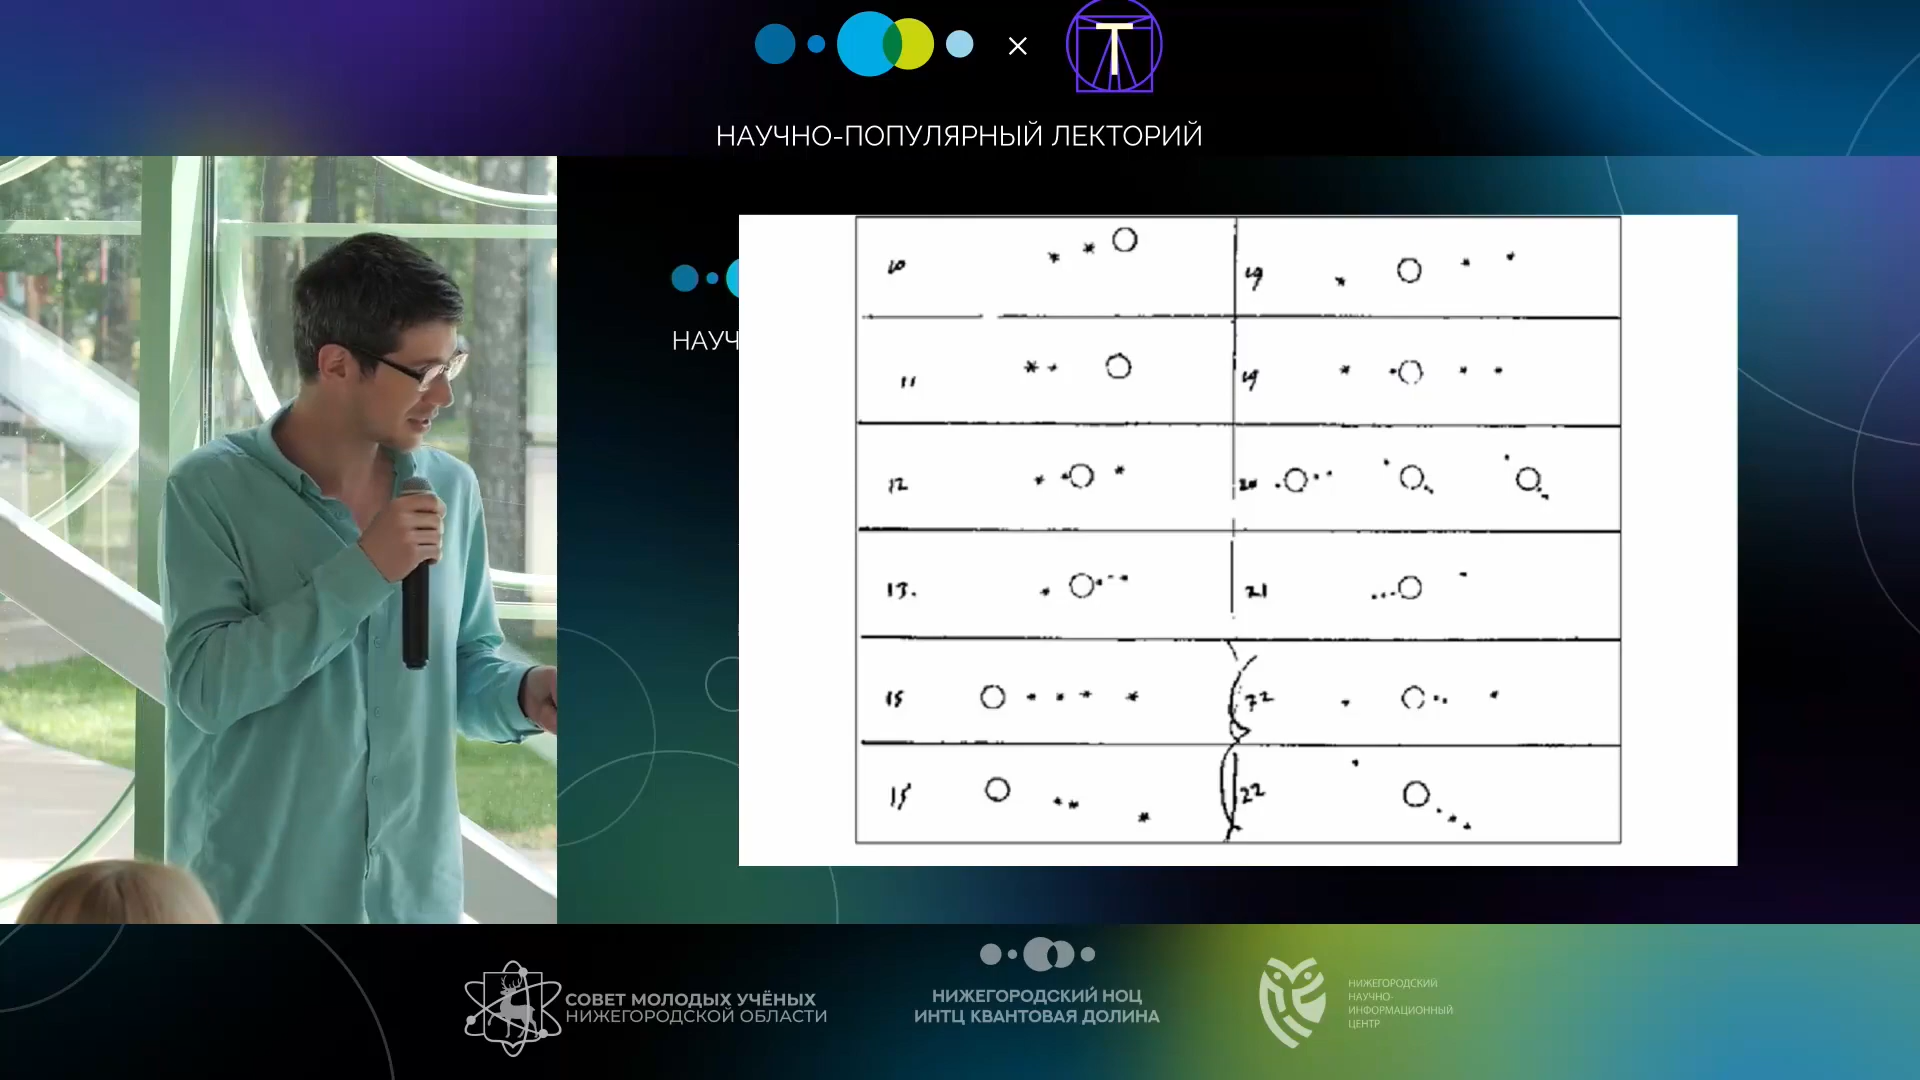 T
НАУЧНО-ПОПУЛЯРНЫЙ ЛЕКТОРИЙ
НАУЧ
10
11
12
13.
15
15
19
19
20
21
22
22
СОВЕТ МОЛОДЫХ УЧЁНЫХ
НИЖЕГОРОДСКОЙ ОБЛАСТИ
НИЖЕГОРОДСКИЙ НОЦ
ИНТЦ КВАНТОВАЯ ДОЛИНА
НИЖЕГОРОДСКИЙ
НАУЧНО-
ИНФОРМАЦИОННЫЙ
ЦЕНТР